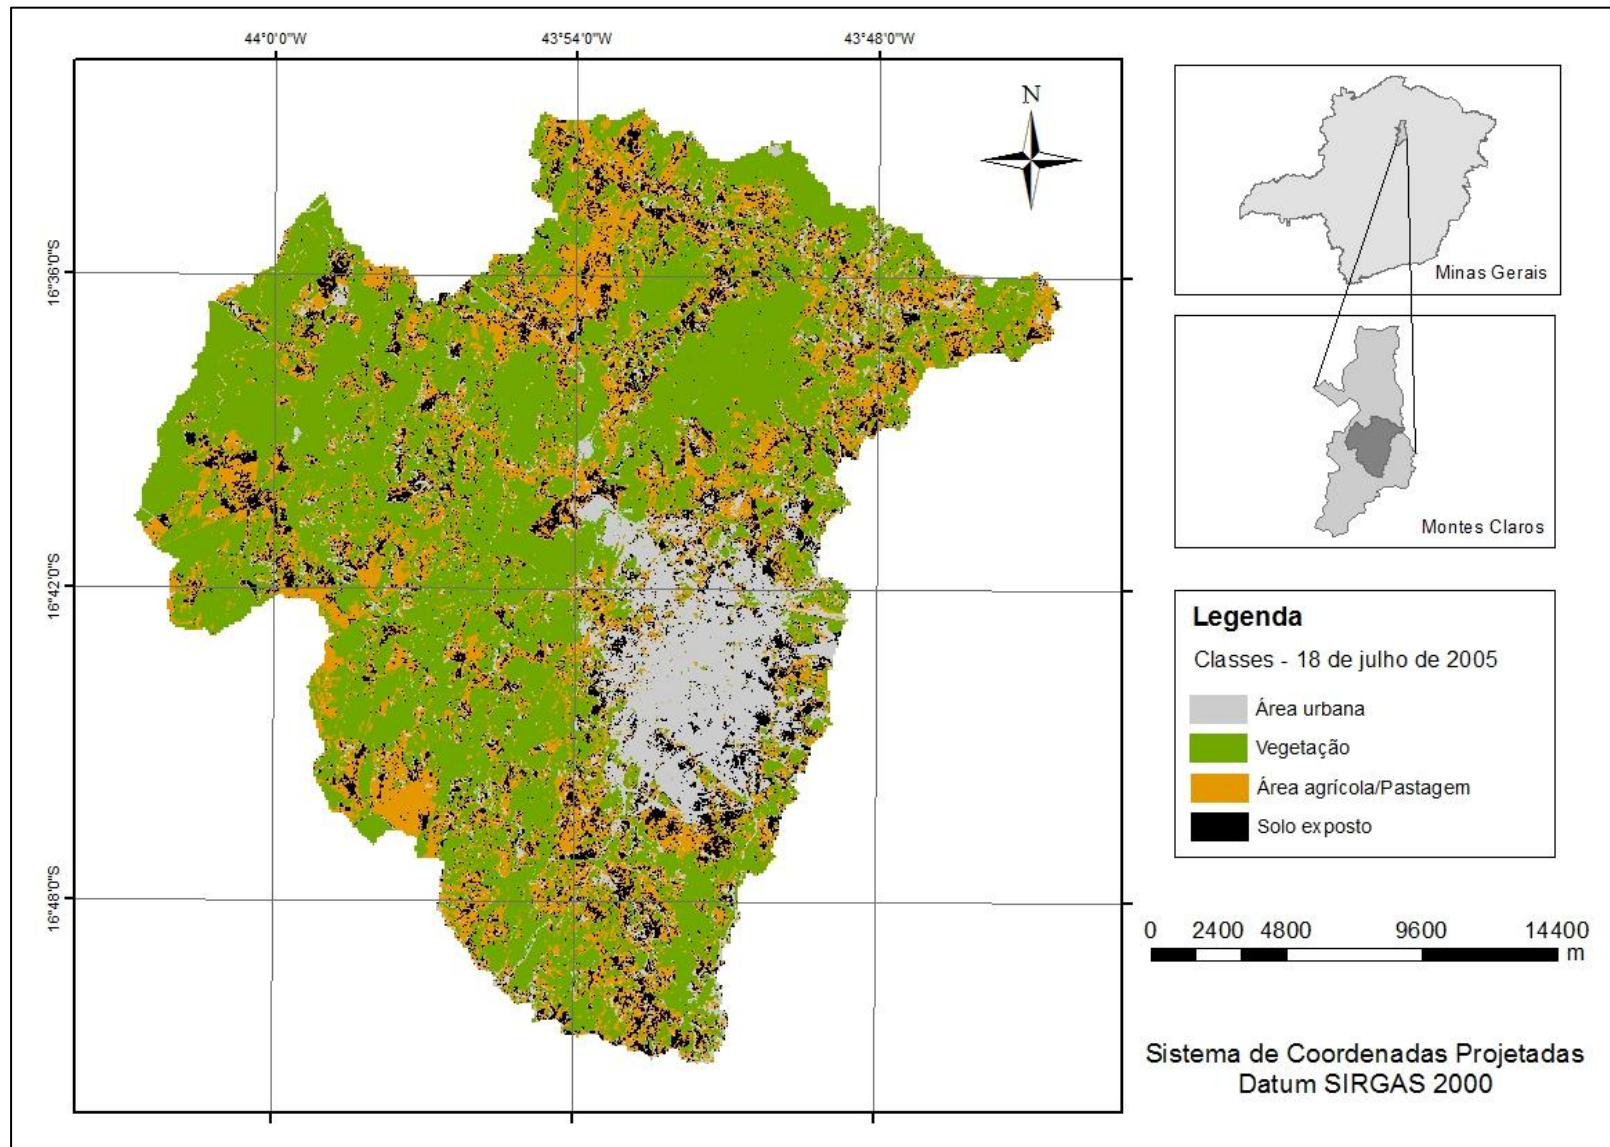 44°0'0"W
43°54'0"W
43°48'0"W
16°36'0"S
16°42'0"S
16°48'0"S
N
Minas Gerais
Montes Claros
Legenda
Classes - 18 de julho de 2005
Área urbana
Vegetação
Área agrícola/Pastagem
Solo exposto
0 2400 4800 9600 14400
m
Sistema de Coordenadas Projetadas
Datum SIRGAS 2000